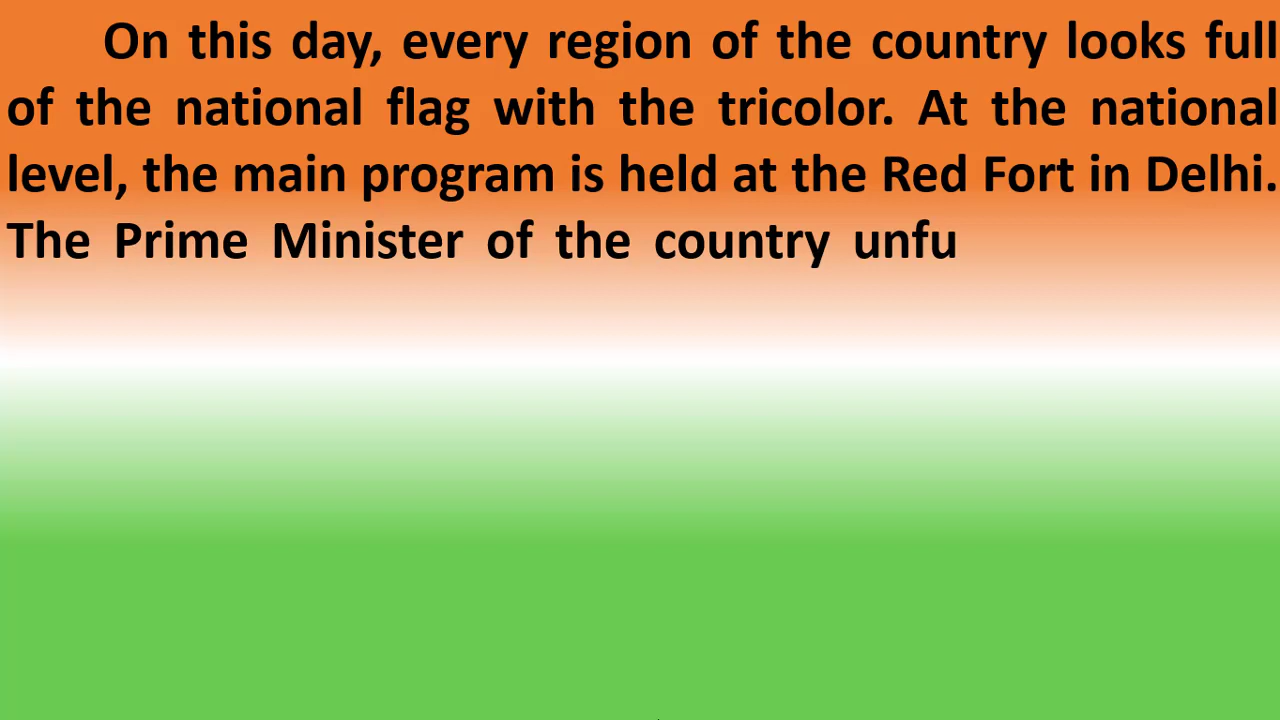 On this day, every region of the country looks full
of the national flag with the tricolor. At the national
level, the main program is held at the Red Fort in Delhi.
The Prime Minister of the country unfu